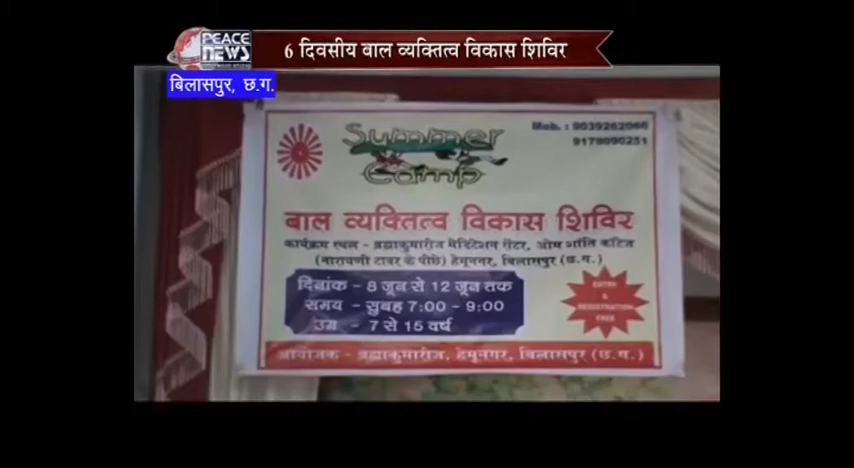 PEACE
NEWS
6 दिवसीय बाल व्यक्तित्व विकास शिविर
बिलासपुर, छ.ग.
Summer
Camp
Mob. : 9039262066
9179090251
बाल व्यक्तित्व विकास शिविर
कार्यक्रम स्थल - ब्रह्माकुमारीज मेडिटेशन सेंटर, ओम शांति कॉटेज
(नारायणी टावर के पीछे) हेमूनगर, बिलासपुर (छ.ग.)
दिनांक - 8 जून से 12 जून तक
समय - सुबह 7:00 - 9:00
उम्र - 7 से 15 वर्ष
ENTRY
&
REGISTRATION
FREE
आयोजक - ब्रह्माकुमारीज, हेमूनगर, बिलासपुर (छ.ग.)